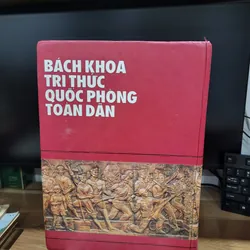 BÁCH KHOA
TRI THỨC
QUỐC PHÒNG
TOÀN DÂN